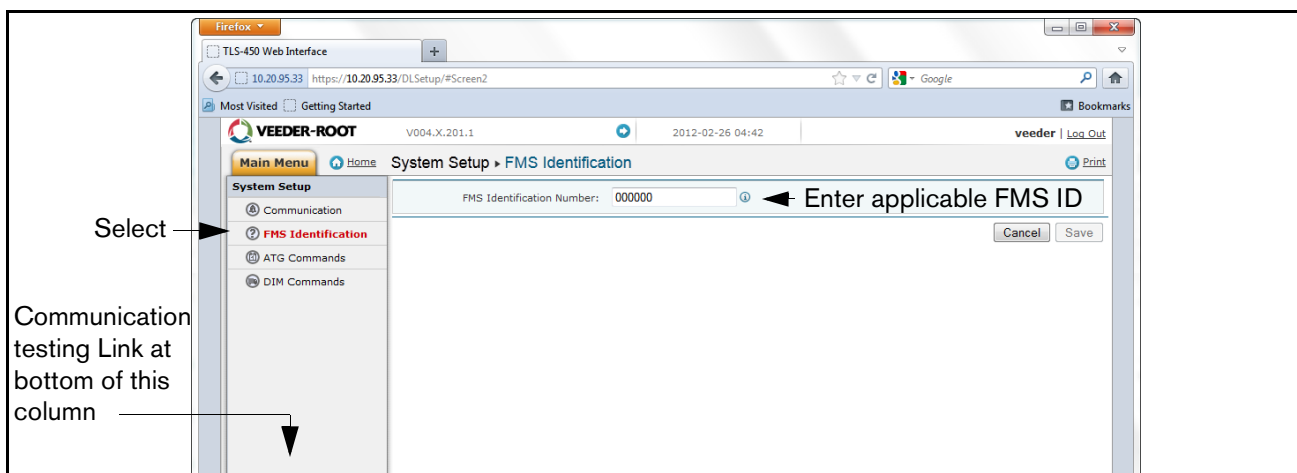 Firefox
TLS-450 Web Interface
+
10.20.95.33 https://10.20.95.33/DLSetup/#Screen2
Google
Most Visited Getting Started
Bookmarks
VEEDER-ROOT V004.X.201.1 2012-02-26 04:42 veeder | Log Out
Main Menu Home System Setup ▸ FMS Identification Print
System Setup
FMS Identification Number: 000000
Enter applicable FMS ID
Communication
Select
FMS Identification
Cancel Save
ATG Commands
DIM Commands
Communication
testing Link at
bottom of this
column